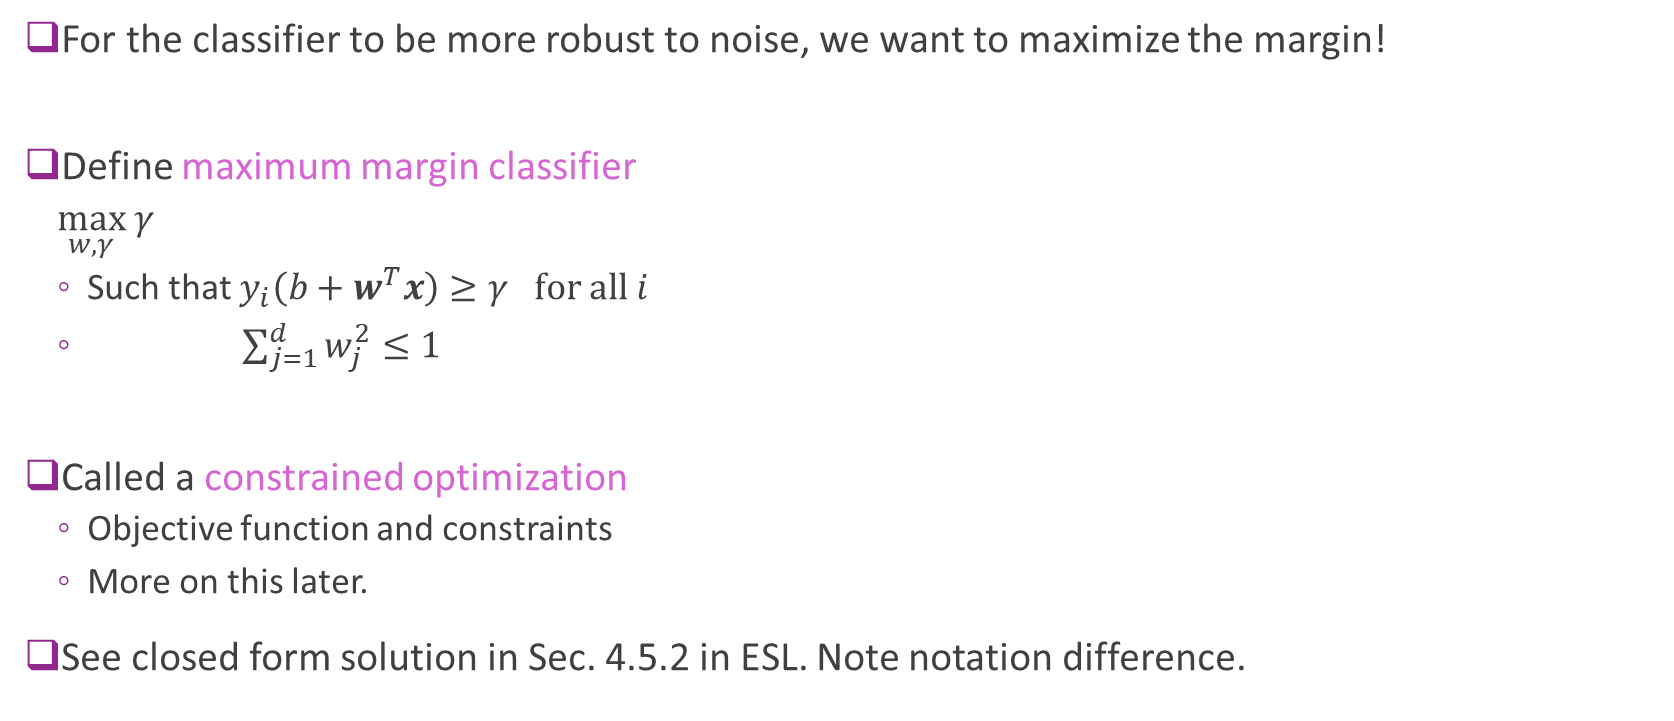 ❑For the classifier to be more robust to noise, we want to maximize the margin!
❑Define maximum margin classifier
max γ
w,γ
◦ Such that yᵢ(b + wᵀx) ≥ γ for all i
◦ ∑ᵈⱼ₌₁ wⱼ² ≤ 1
❑Called a constrained optimization
◦ Objective function and constraints
◦ More on this later.
❑See closed form solution in Sec. 4.5.2 in ESL. Note notation difference.